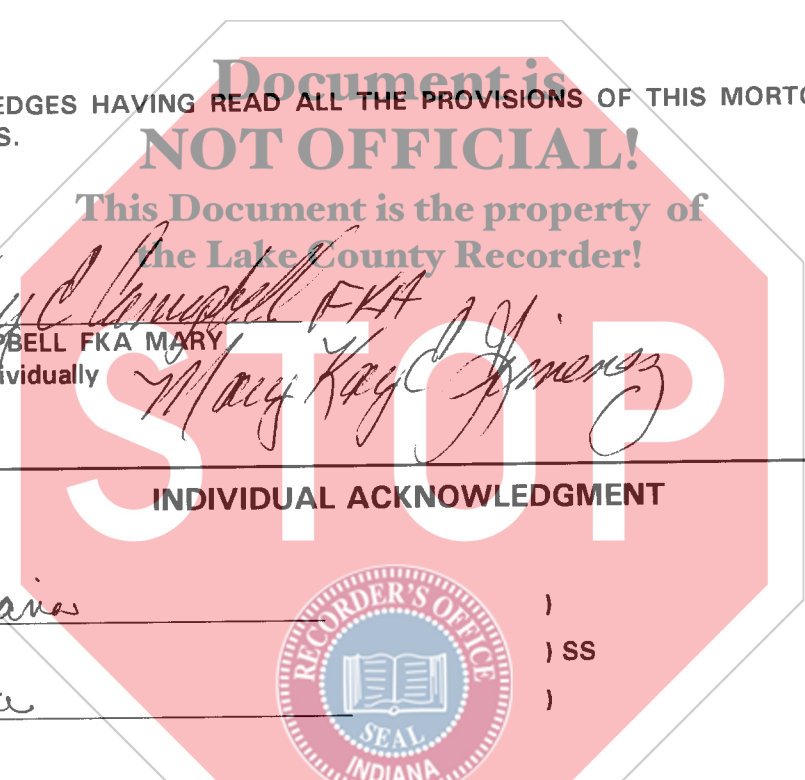 Document is
EDGES HAVING READ ALL THE PROVISIONS OF THIS MORTG
S.
NOT OFFICIAL!
This Document is the property of
the Lake County Recorder!
y C Campbell FKA
PBELL FKA MARY
ividually
Mary Kay C Jimenez
STOP
INDIVIDUAL ACKNOWLEDGMENT
RECORDER'S OFFICE
iana
)
) SS
)
SEAL
INDIANA